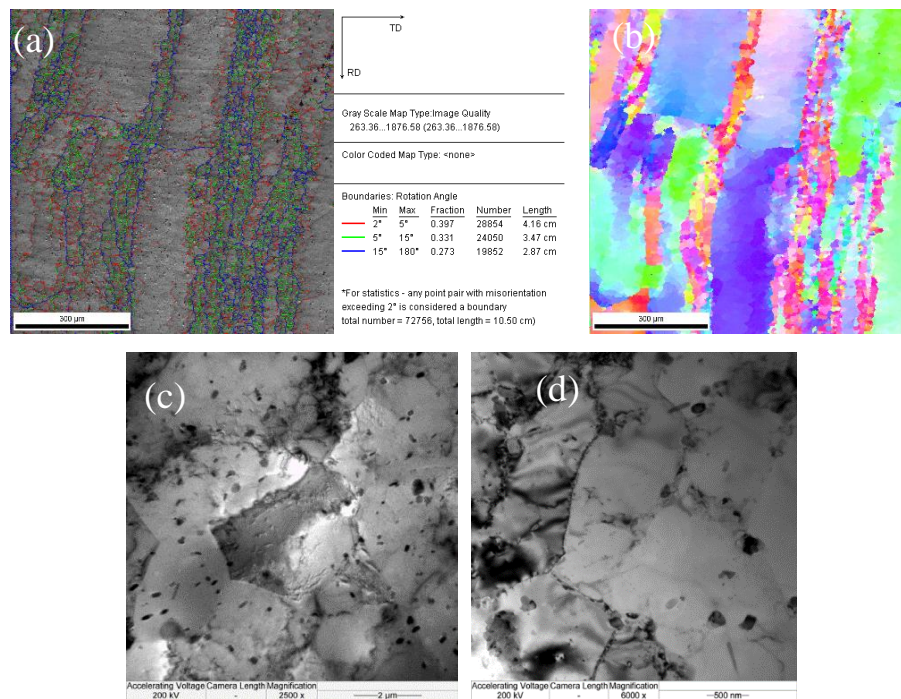 (a)
TD
RD
Gray Scale Map Type:Image Quality
263.36...1876.58 (263.36...1876.58)
Color Coded Map Type: <none>
Boundaries: Rotation Angle
Min Max Fraction Number Length
2° 5° 0.397 28854 4.16 cm
5° 15° 0.331 24050 3.47 cm
15° 180° 0.273 19852 2.87 cm
*For statistics - any point pair with misorientation
exceeding 2° is considered a boundary
total number = 72756, total length = 10.50 cm)
300 µm
(b)
300 µm
(c)
Accelerating Voltage Camera Length Magnification
200 kV - 2500 x 2 µm
(d)
Accelerating Voltage Camera Length Magnification
200 kV - 6000 x 500 nm